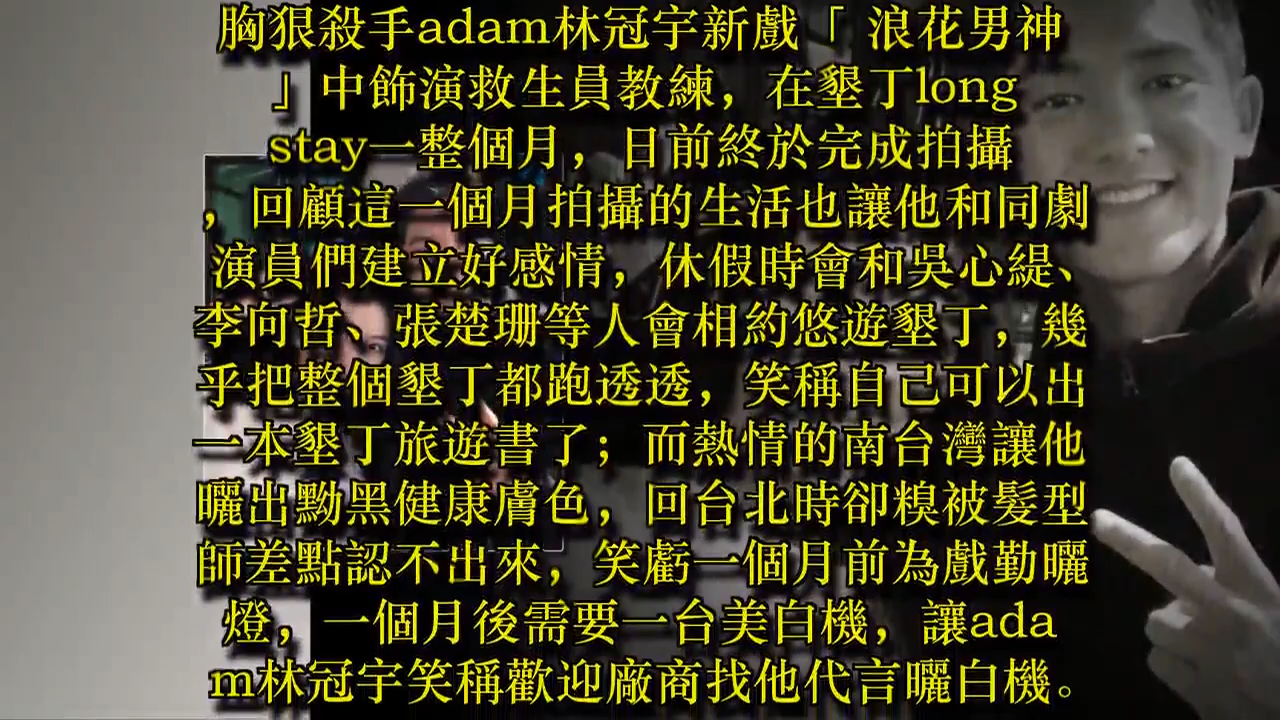 胸狠殺手adam林冠宇新戲「 浪花男神
」中飾演救生員教練，在墾丁long
stay一整個月，日前終於完成拍攝
，回顧這一個月拍攝的生活也讓他和同劇
演員們建立好感情，休假時會和吳心緹、
李向哲、張楚珊等人會相約悠遊墾丁，幾
乎把整個墾丁都跑透透，笑稱自己可以出
一本墾丁旅遊書了；而熱情的南台灣讓他
曬出黝黑健康膚色，回台北時卻糗被髮型
師差點認不出來，笑虧一個月前為戲勤曬
燈，一個月後需要一台美白機，讓ada
m林冠宇笑稱歡迎廠商找他代言曬白機。